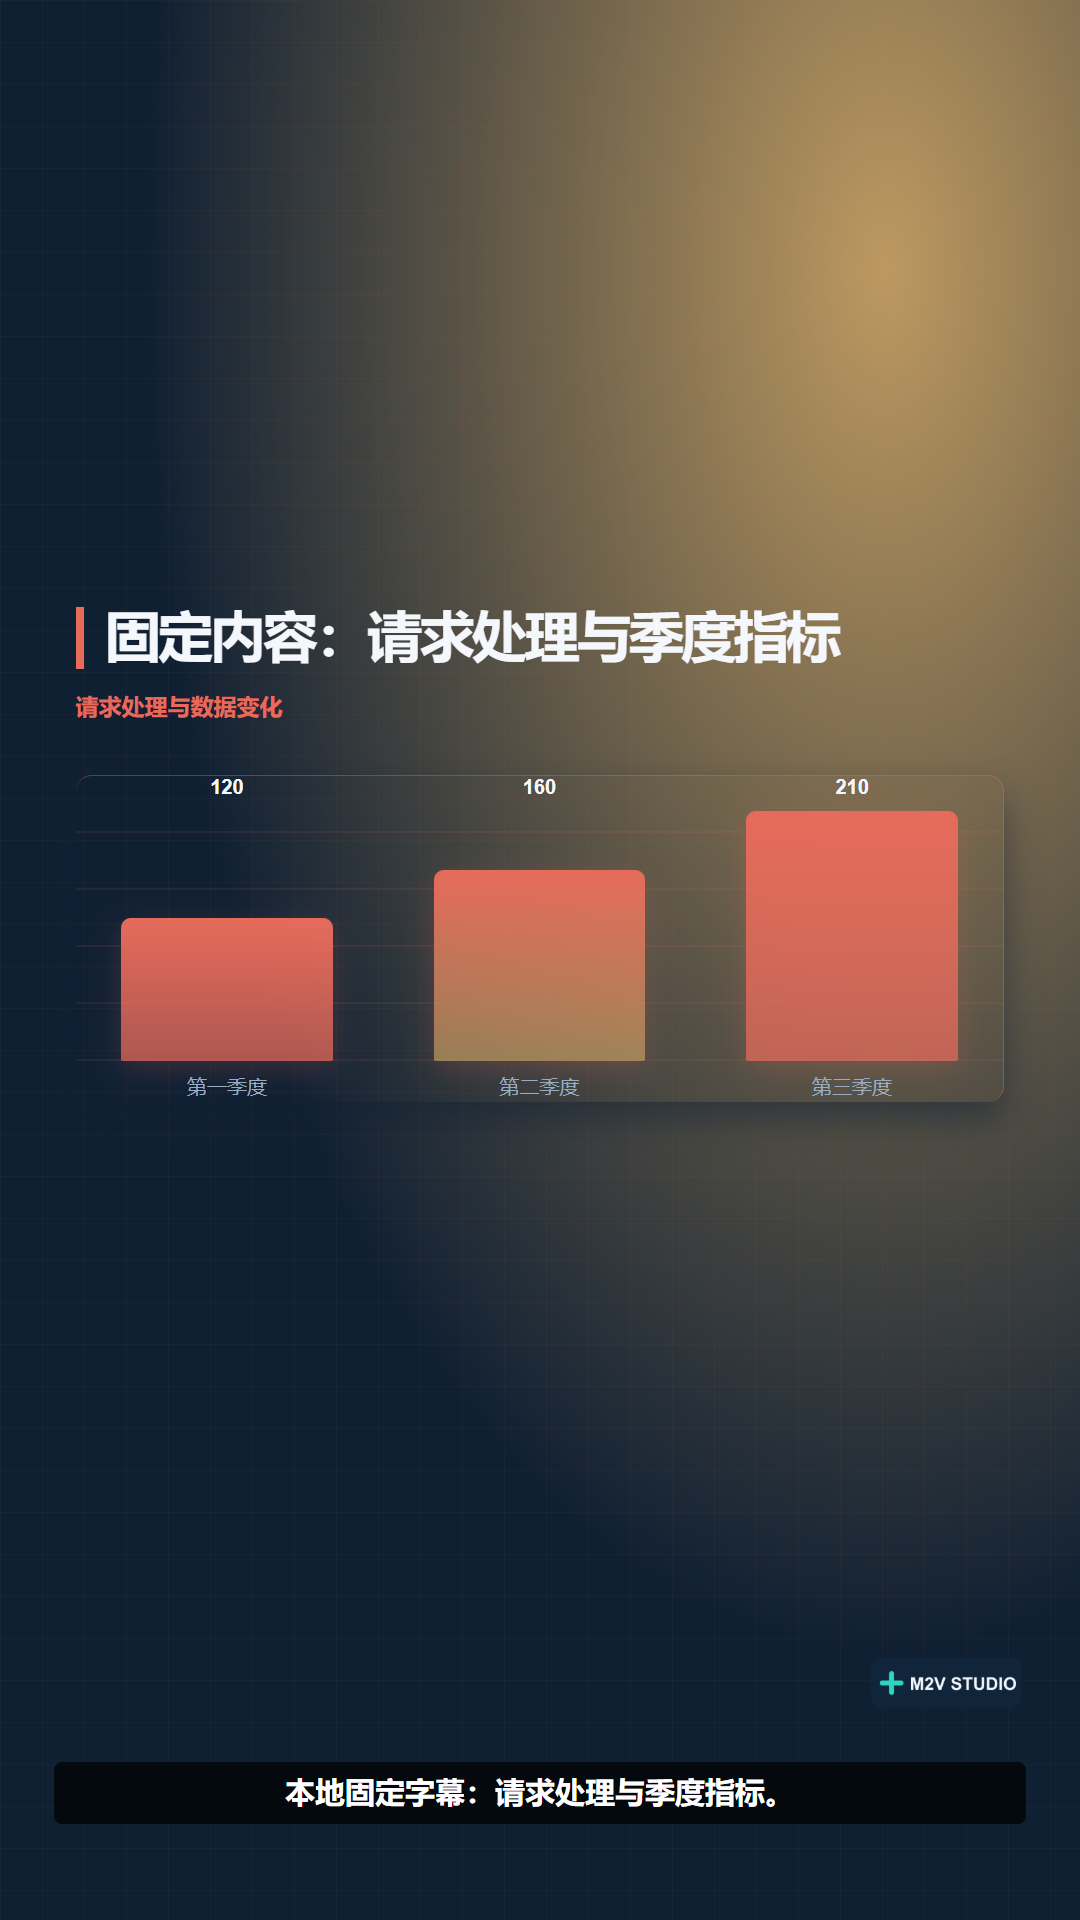 固定内容：请求处理与季度指标
请求处理与数据变化
120
160
210
第一季度
第二季度
第三季度
M2V STUDIO
本地固定字幕：请求处理与季度指标。